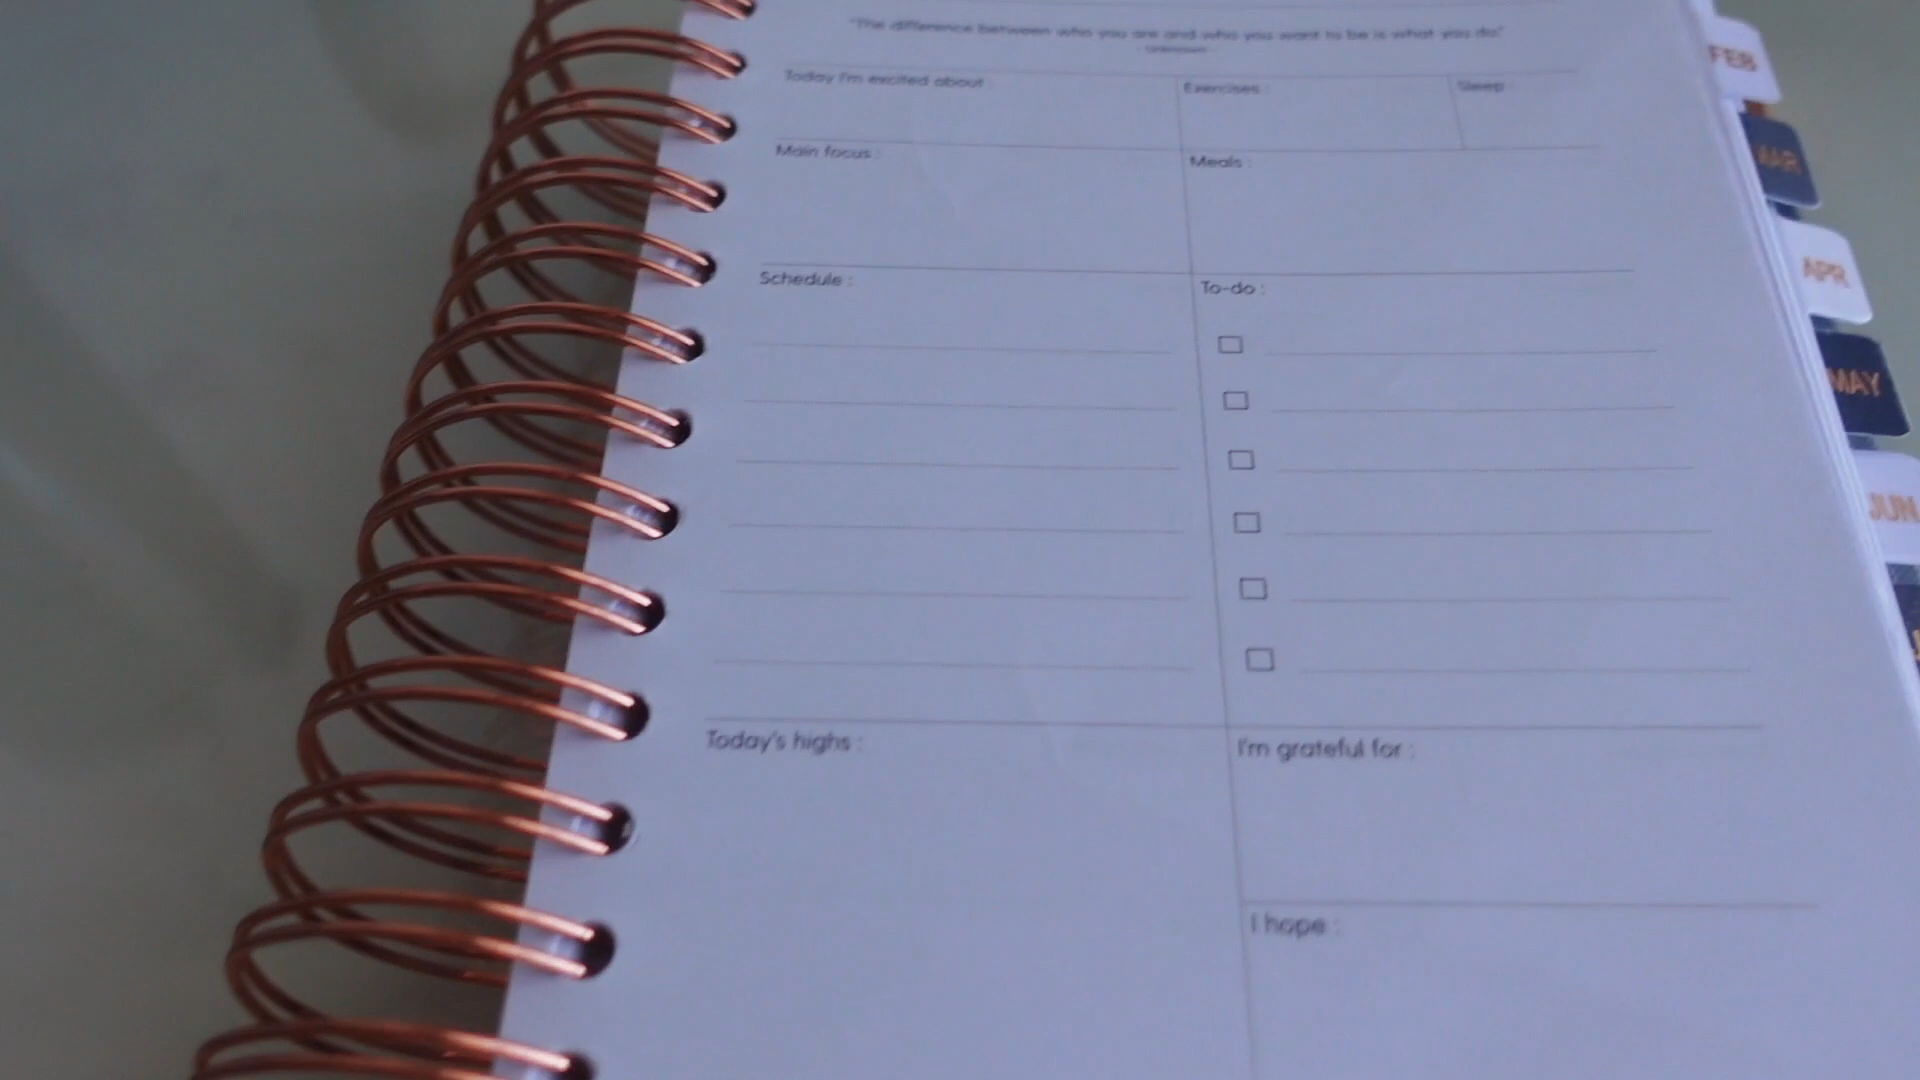 "The difference between who you are and who you want to be is what you do."
Unknown
Today I'm excited about :
Exercises :
Sleep :
Main focus :
Meals :
Schedule :
To-do :
Today's highs :
I'm grateful for :
I hope :
FEB
MAR
APR
MAY
JUN